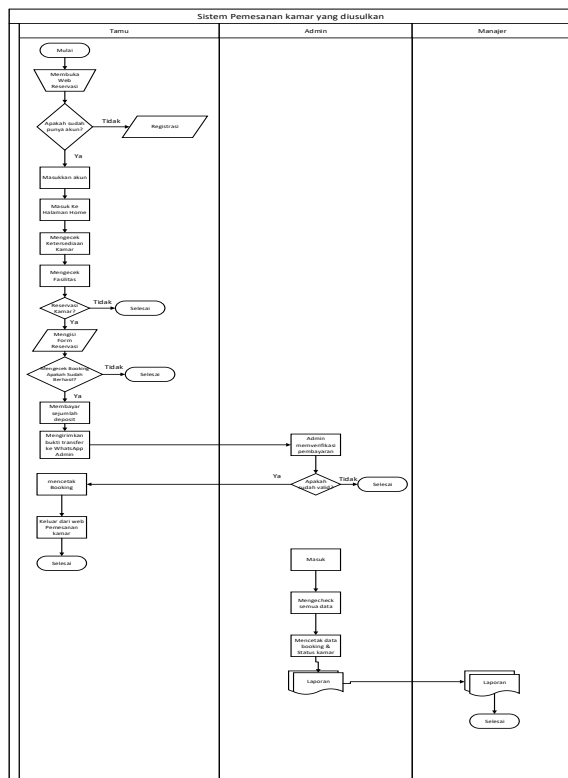 Sistem Pemesanan kamar yang diusulkan
Tamu
Admin
Manajer
Mulai
Membuka
Web
Reservasi
Apakah sudah
punya akun?
Tidak
Registrasi
Ya
Masukkan akun
Masuk Ke
Halaman Home
Mengecek
Ketersediaan
Kamar
Mengecek
Fasilitas
Reservasi
Kamar?
Tidak
Selesai
Ya
Mengisi
Form
Reservasi
Mengecek Booking
Apakah Sudah
Berhasil?
Tidak
Selesai
Ya
Membayar
sejumlah
deposit
Mengirimkan
bukti transfer
ke WhatsApp
Admin
Admin
memverifikasi
pembayaran
Apakah
sudah valid?
Ya
Tidak
Selesai
mencetak
Booking
Keluar dari web
Pemesanan
kamar
Selesai
Masuk
Mengecheck
semua data
Mencetak data
booking &
Status kamar
Laporan
Laporan
Selesai